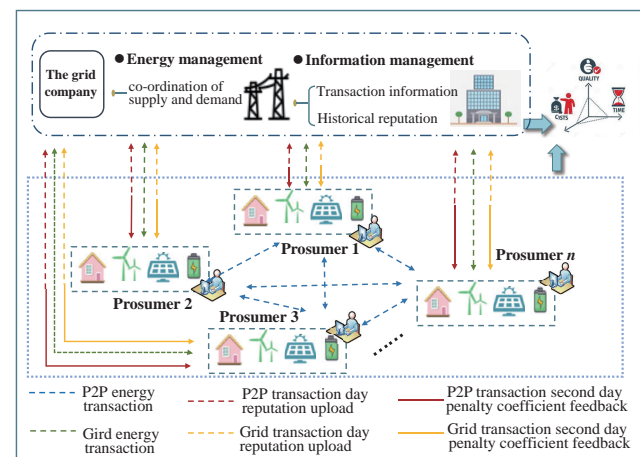 The grid
company
● Energy management
co-ordination of
supply and demand
● Information management
Transaction information
Historical reputation
QUALITY
COSTS
TIME
Prosumer 1
Prosumer 2
Prosumer 3
Prosumer n
......
P2P energy
transaction
P2P transaction day
reputation upload
P2P transaction second day
penalty coefficient feedback
Gird energy
transaction
Grid transaction day
reputation upload
Grid transaction second day
penalty coefficient feedback